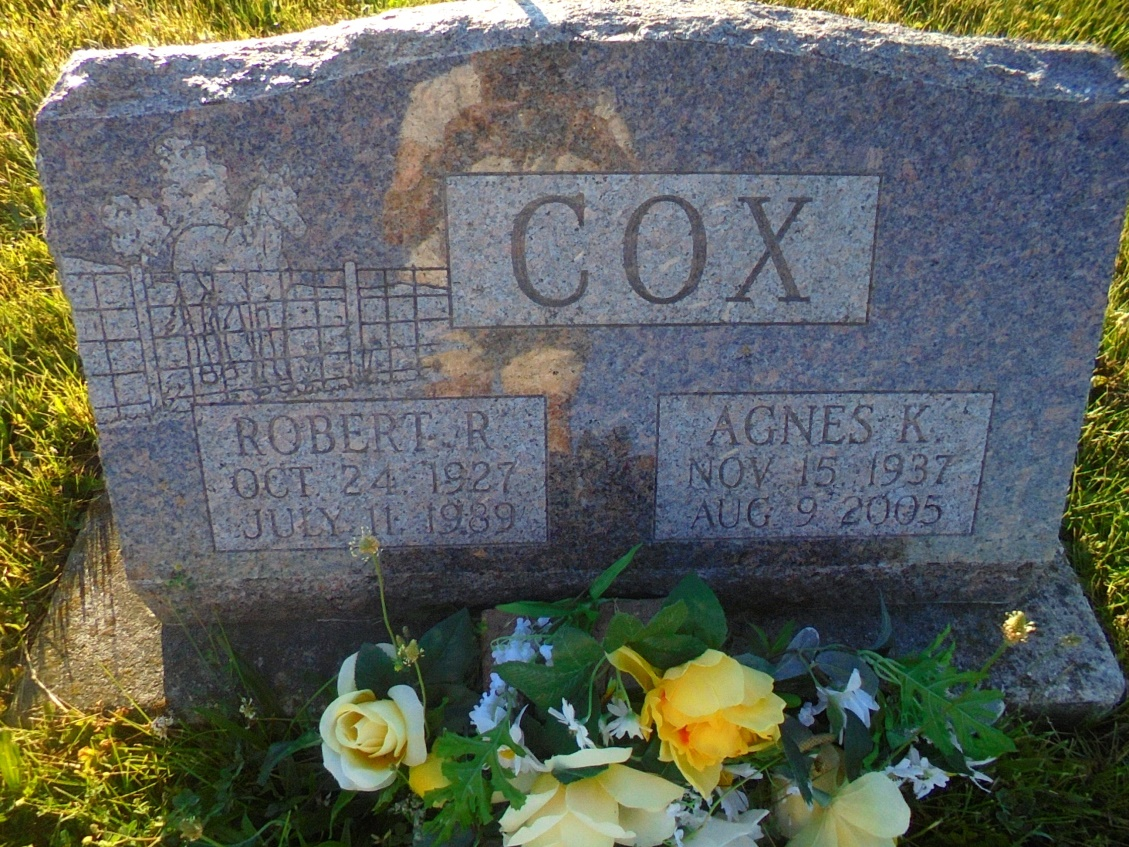 COX
ROBERT R.
OCT. 24, 1927
JULY 11, 1989
AGNES K.
NOV. 15, 1937
AUG 9 2005